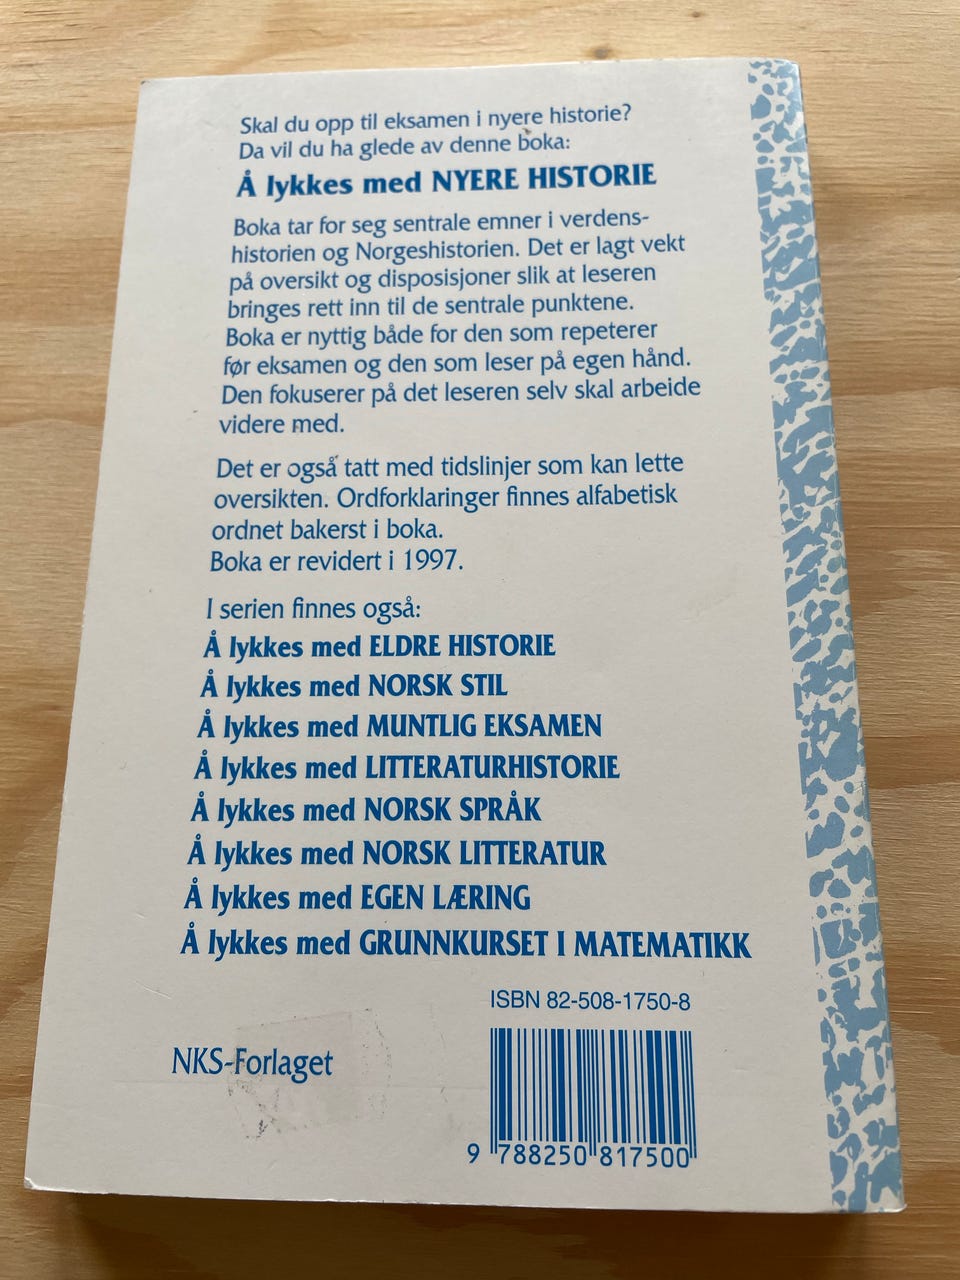 Skal du opp til eksamen i nyere historie?
Da vil du ha glede av denne boka:
Å lykkes med NYERE HISTORIE
Boka tar for seg sentrale emner i verdens-
historien og Norgeshistorien. Det er lagt vekt
på oversikt og disposisjoner slik at leseren
bringes rett inn til de sentrale punktene.
Boka er nyttig både for den som repeterer
før eksamen og den som leser på egen hånd.
Den fokuserer på det leseren selv skal arbeide
videre med.
Det er også tatt med tidslinjer som kan lette
oversikten. Ordforklaringer finnes alfabetisk
ordnet bakerst i boka.
Boka er revidert i 1997.
I serien finnes også:
Å lykkes med ELDRE HISTORIE
Å lykkes med NORSK STIL
Å lykkes med MUNTLIG EKSAMEN
Å lykkes med LITTERATURHISTORIE
Å lykkes med NORSK SPRÅK
Å lykkes med NORSK LITTERATUR
Å lykkes med EGEN LÆRING
Å lykkes med GRUNNKURSET I MATEMATIKK
ISBN 82-508-1750-8
NKS-Forlaget
9 788250 817500